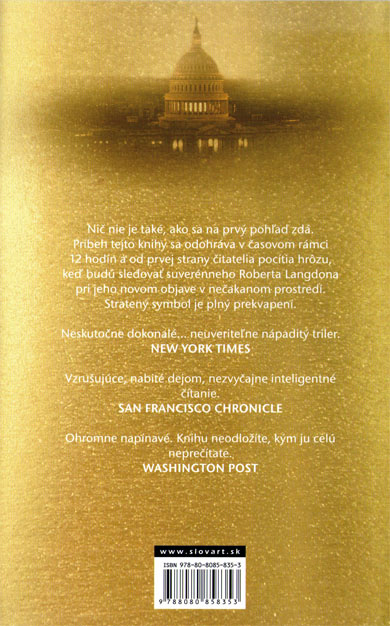 Nič nie je také, ako sa na prvý pohľad zdá.
Príbeh tejto knihy sa odohráva v časovom rámci
12 hodín a od prvej strany čitatelia pocítia hrôzu,
keď budú sledovať suverénneho Roberta Langdona
pri jeho novom objave v nečakanom prostredí.
Stratený symbol je plný prekvapení.
Neskutočne dokonalé... neuveriteľne nápaditý triler.
NEW YORK TIMES
Vzrušujúce, nabité dejom, nezvyčajne inteligentné
čítanie.
SAN FRANCISCO CHRONICLE
Ohromne napínavé. Knihu neodložíte, kým ju celú
neprečítate.
WASHINGTON POST
www.slovart.sk
ISBN 978-80-8085-835-3
9 788080 858353